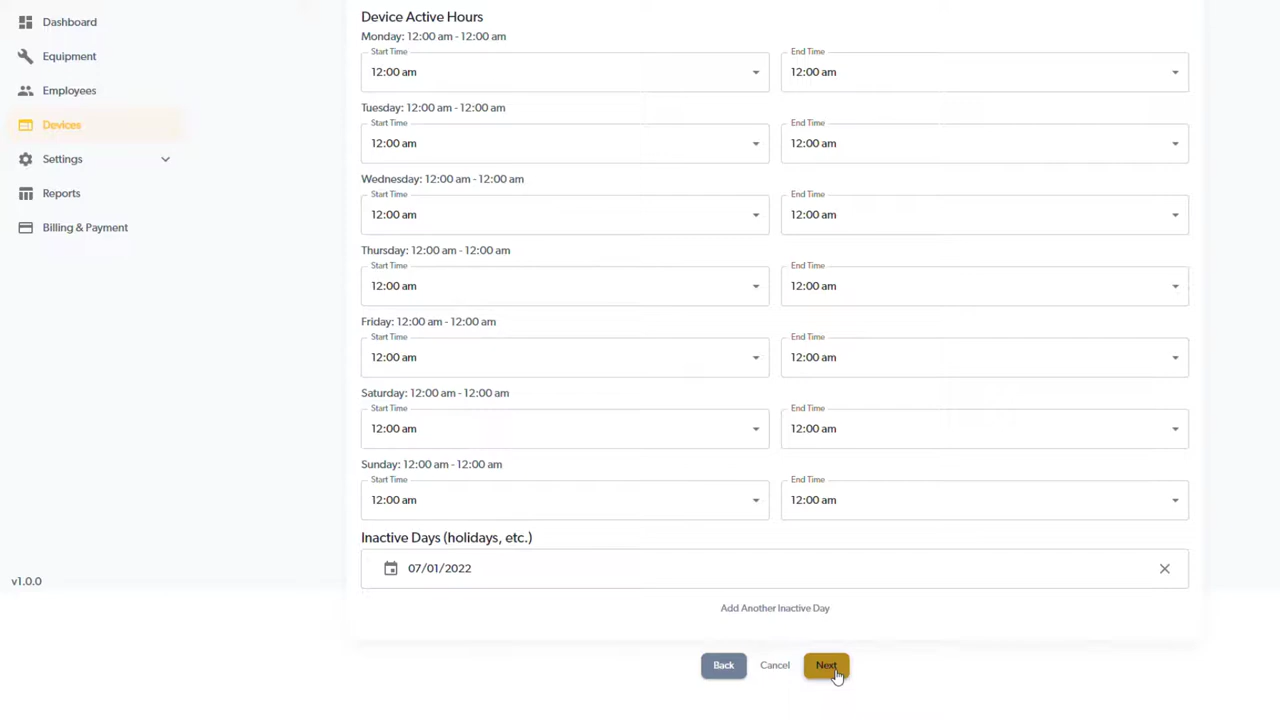 Dashboard
Equipment
Employees
Devices
Settings
Reports
Billing & Payment
v1.0.0
Device Active Hours
Monday: 12:00 am - 12:00 am
Start Time End Time
12:00 am 12:00 am
Tuesday: 12:00 am - 12:00 am
Start Time End Time
12:00 am 12:00 am
Wednesday: 12:00 am - 12:00 am
Start Time End Time
12:00 am 12:00 am
Thursday: 12:00 am - 12:00 am
Start Time End Time
12:00 am 12:00 am
Friday: 12:00 am - 12:00 am
Start Time End Time
12:00 am 12:00 am
Saturday: 12:00 am - 12:00 am
Start Time End Time
12:00 am 12:00 am
Sunday: 12:00 am - 12:00 am
Start Time End Time
12:00 am 12:00 am
Inactive Days (holidays, etc.)
07/01/2022
Add Another Inactive Day
Back Cancel Next